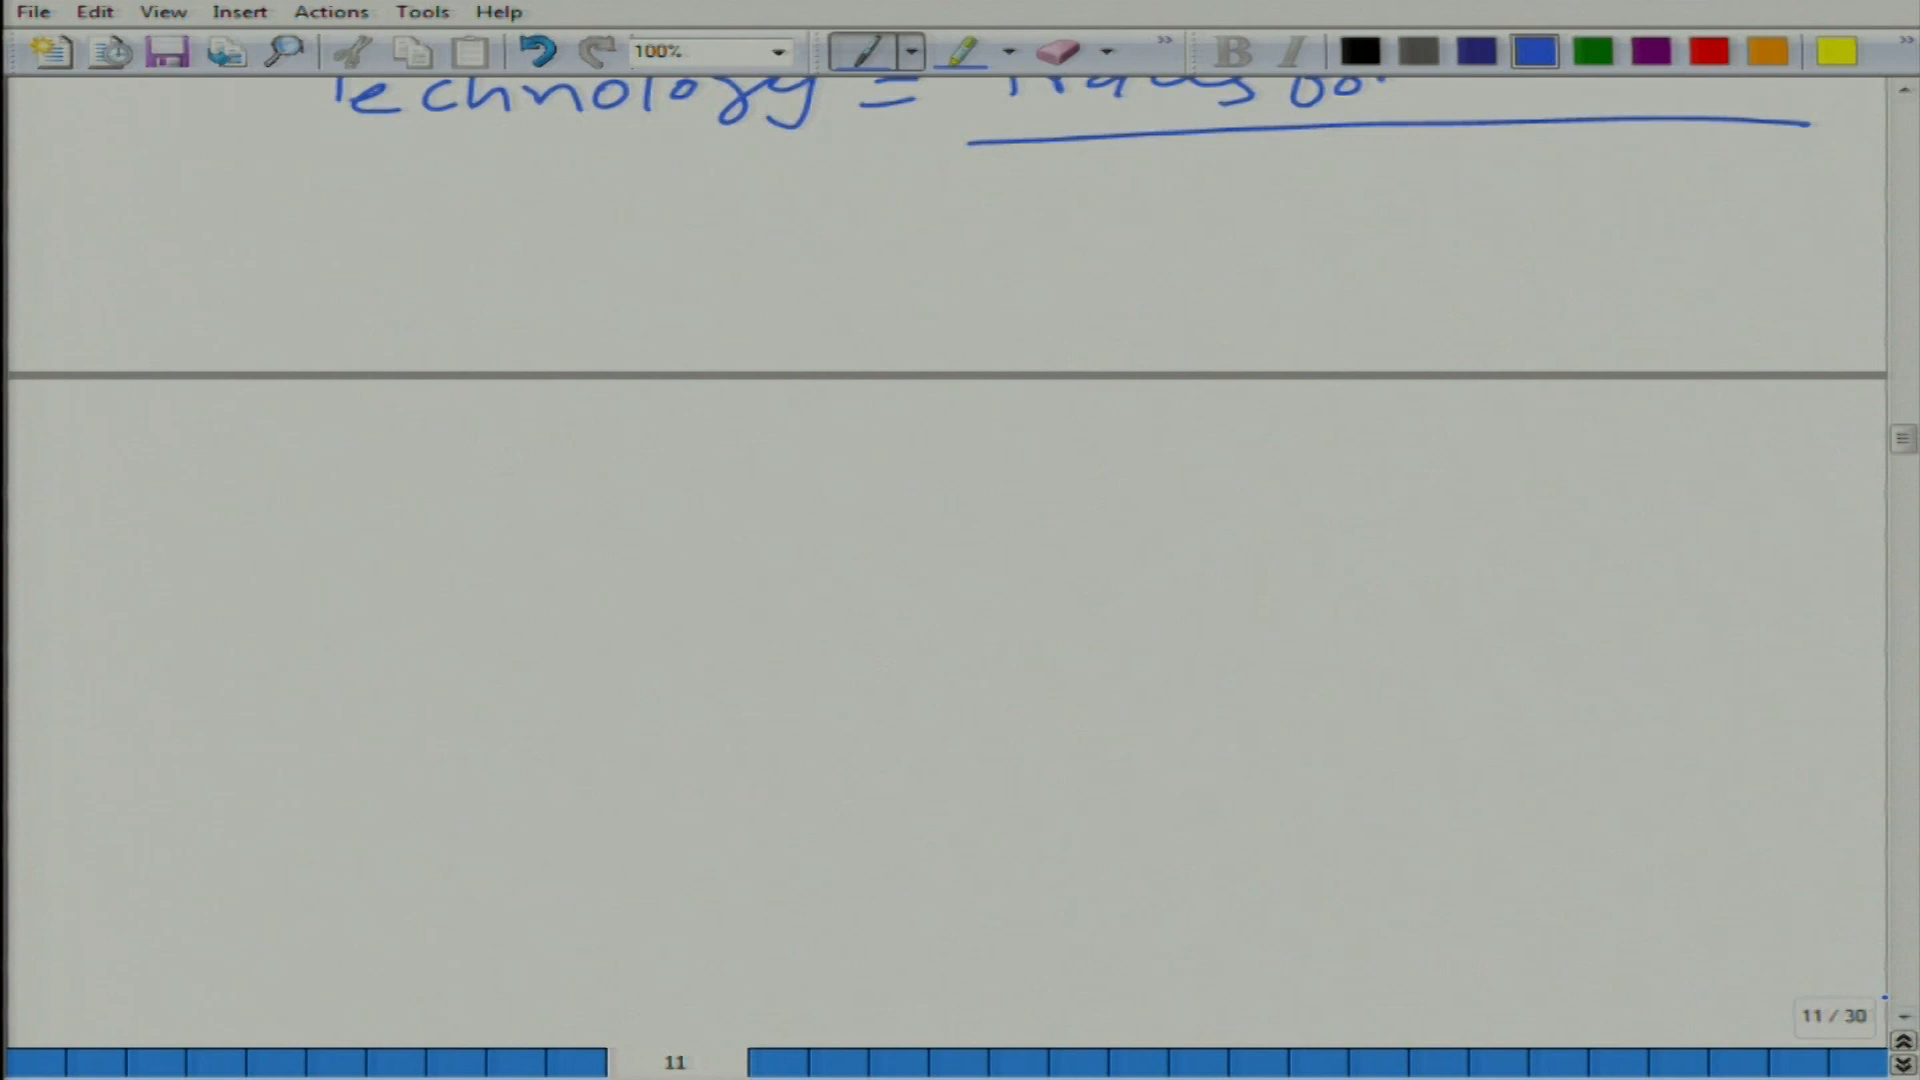 File Edit View Insert Actions Tools Help
100%
B I
Technology =
11 / 30
11